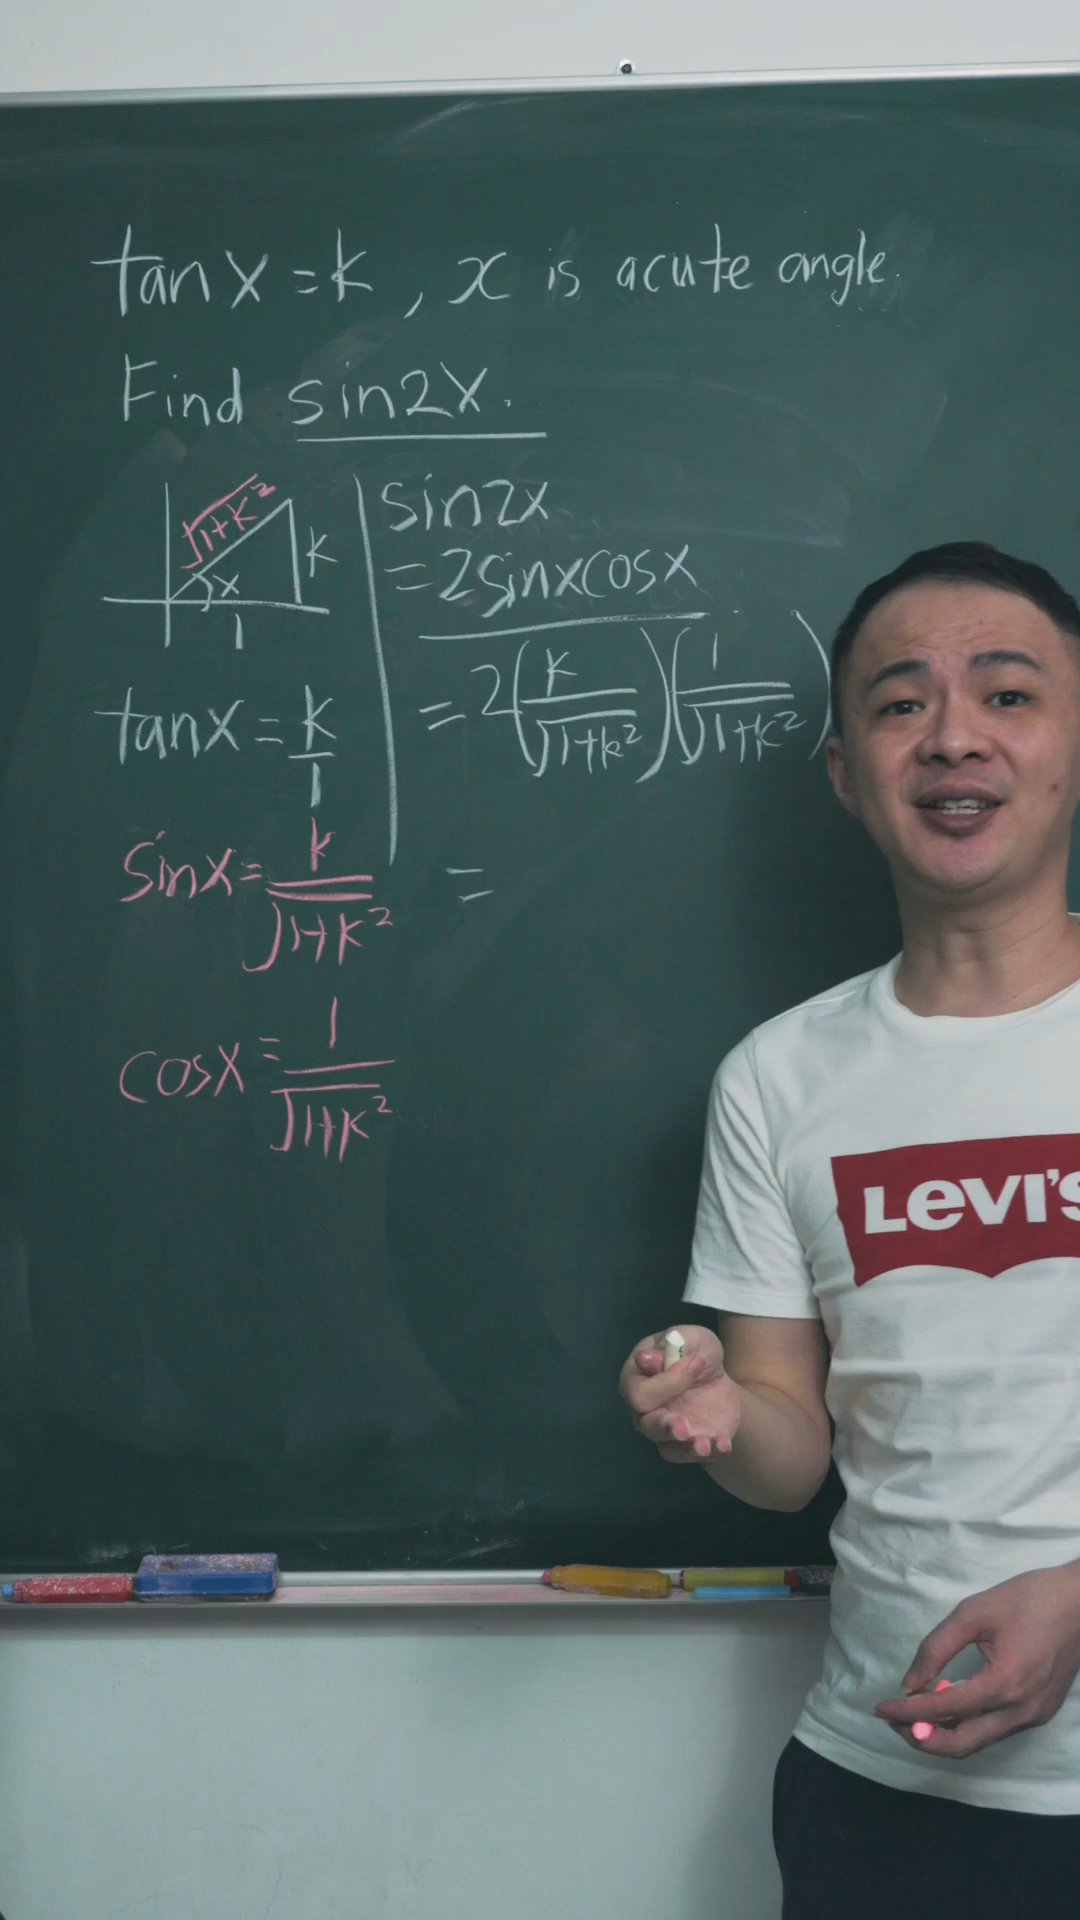 tanx = k , x is acute angle.
Find sin2x.
√1+k²
k
x
1
tanx = k/1
sinx = k/√1+k²
cosx = 1/√1+k²
sin2x
= 2sinxcosx
= 2(k/√1+k²)(1/√1+k²)
=
LEVI'S